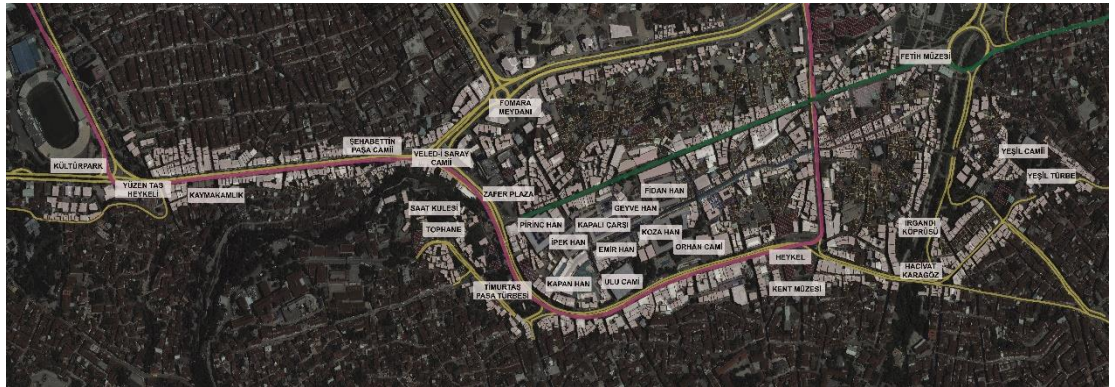 FETİH MÜZESİ
FOMARA
MEYDANI
ŞEHABETTİN
PAŞA CAMİİ
VELED-İ SARAY
CAMİİ
KÜLTÜRPARK
YÜZEN TAŞ
HEYKELİ
KAYMAKAMLIK
YEŞİL CAMİİ
YEŞİL TÜRBE
ZAFER PLAZA
FİDAN HAN
SAAT KULESİ
GEYVE HAN
TOPHANE
PİRİNÇ HAN
KAPALI ÇARŞI
KOZA HAN
İRGANDI
KÖPRÜSÜ
İPEK HAN
EMİR HAN
ORHAN CAMİ
HEYKEL
HACİVAT
KARAGÖZ
TİMURTAŞ
PAŞA TÜRBESİ
KAPAN HAN
ULU CAMİ
KENT MÜZESİ